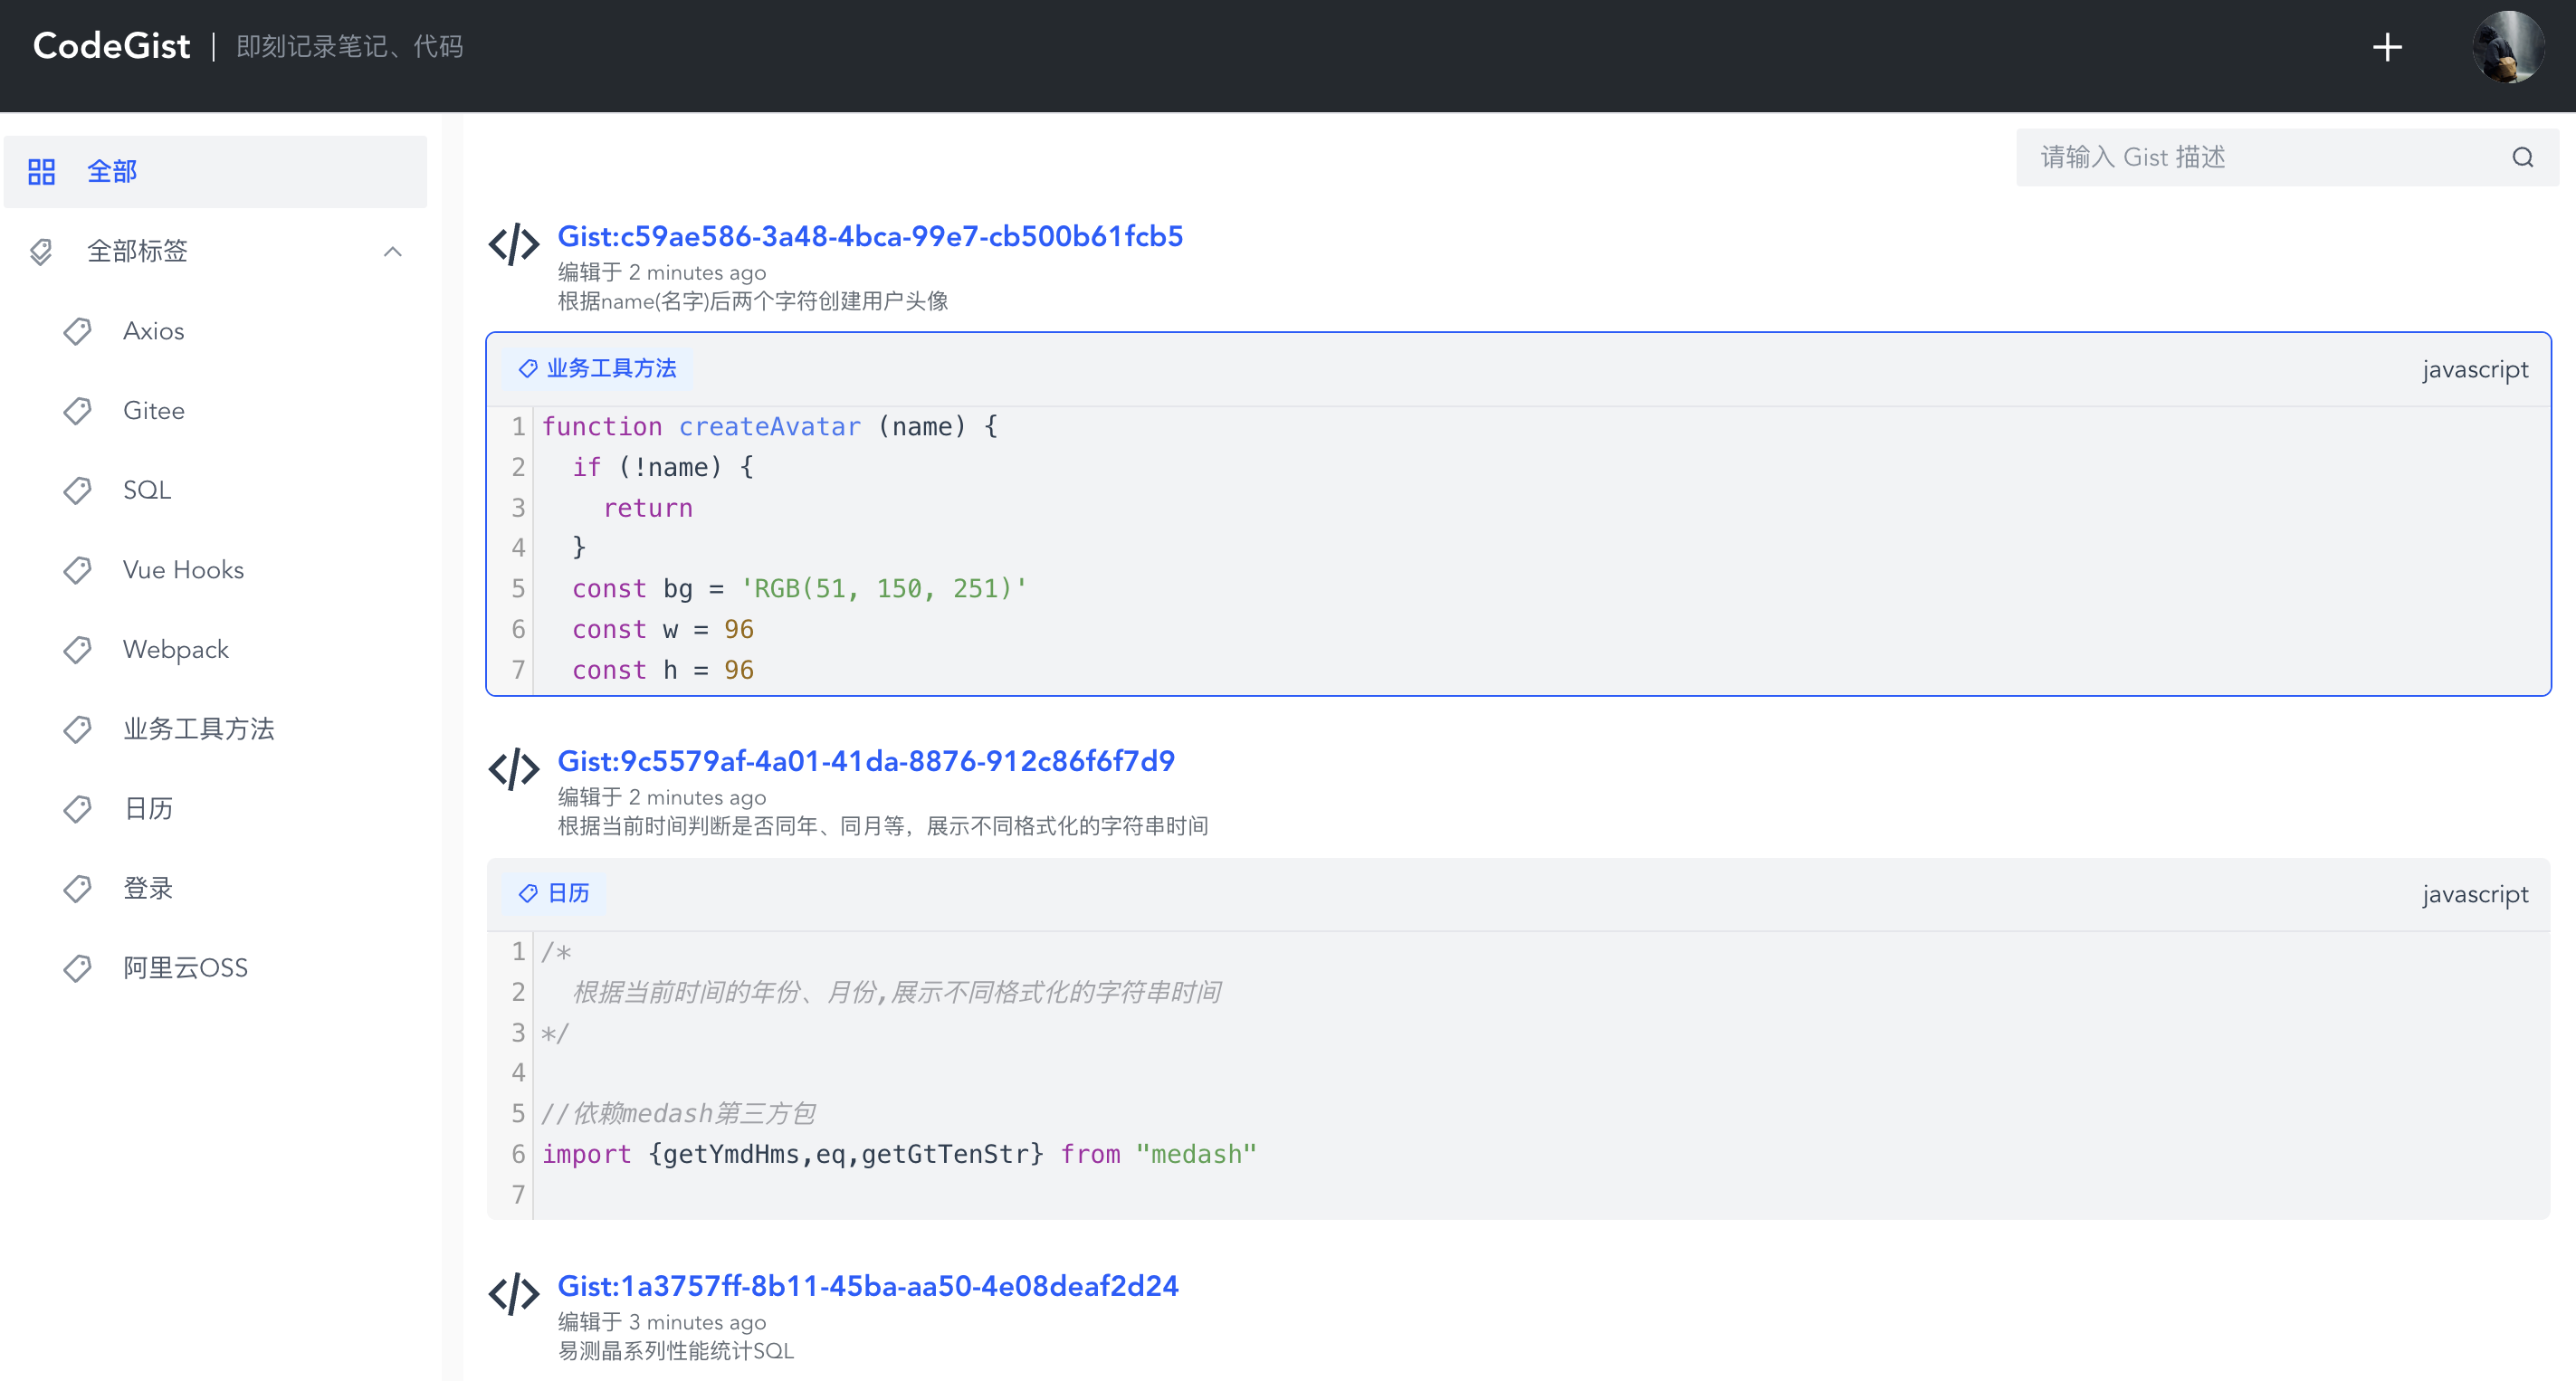 CodeGist | 即刻记录笔记、代码
全部
全部标签
Axios
Gitee
SQL
Vue Hooks
Webpack
业务工具方法
日历
登录
阿里云OSS
请输入 Gist 描述
Gist:c59ae586-3a48-4bca-99e7-cb500b61fcb5
编辑于 2 minutes ago
根据name(名字)后两个字符创建用户头像
业务工具方法 javascript
1 function createAvatar (name) {
2   if (!name) {
3     return
4   }
5   const bg = 'RGB(51, 150, 251)'
6   const w = 96
7   const h = 96
Gist:9c5579af-4a01-41da-8876-912c86f6f7d9
编辑于 2 minutes ago
根据当前时间判断是否同年、同月等，展示不同格式化的字符串时间
日历 javascript
1 /*
2   根据当前时间的年份、月份,展示不同格式化的字符串时间
3 */
4
5 //依赖medash第三方包
6 import {getYmdHms,eq,getGtTenStr} from "medash"
7
Gist:1a3757ff-8b11-45ba-aa50-4e08deaf2d24
编辑于 3 minutes ago
易测晶系列性能统计SQL